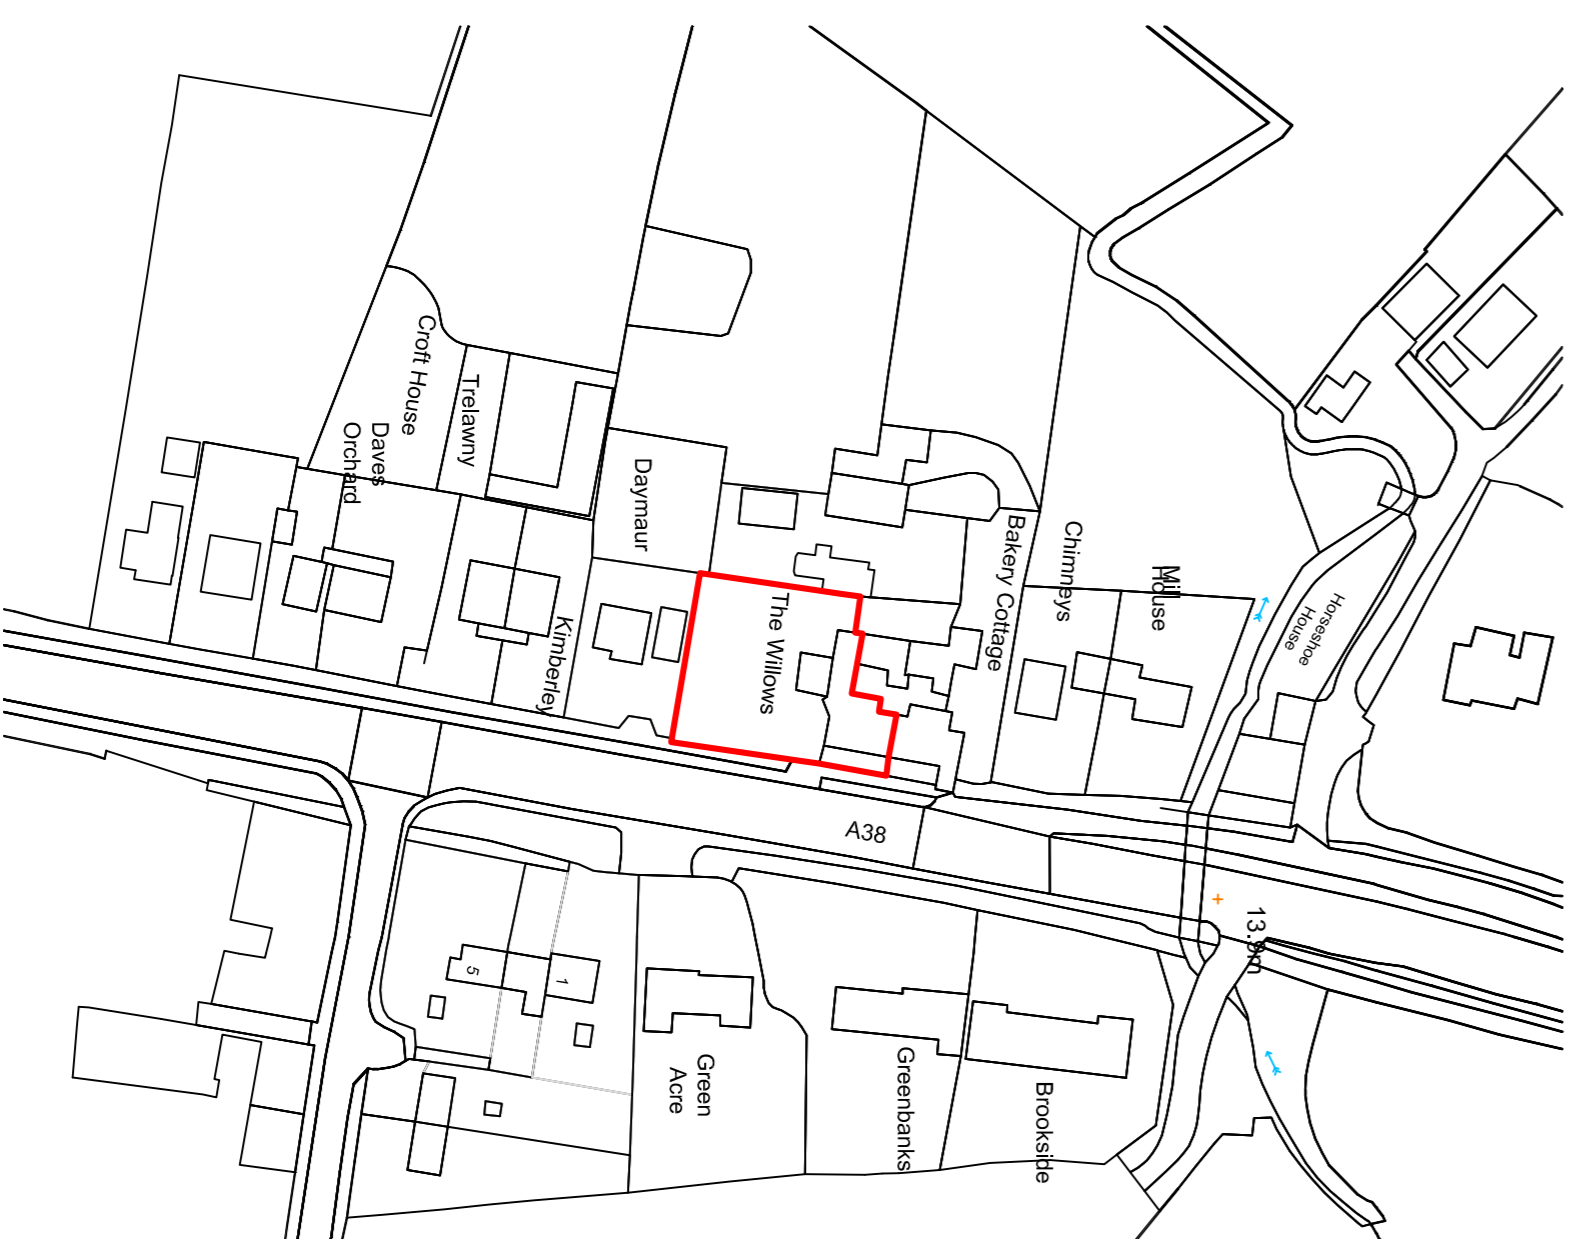 Croft House
Trelawny
Daves
Orchard
Daymaur
Kimberley
The Willows
Bakery Cottage
Chimneys
Mill
House
Horseshoe
House
A38
13.9m
5
1
Green
Acre
Greenbanks
Brookside